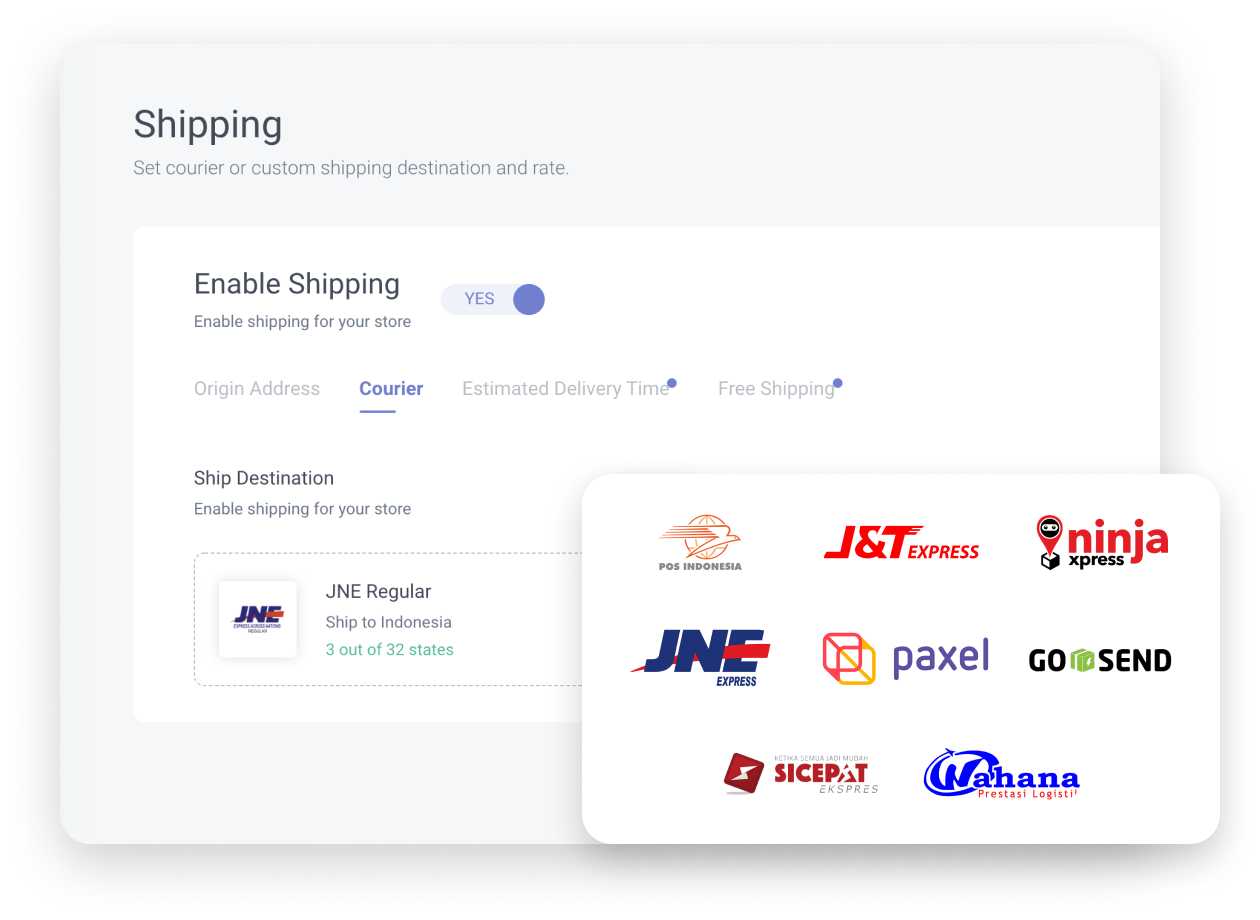 Shipping
Set courier or custom shipping destination and rate.
Enable Shipping
YES
Enable shipping for your store
Origin Address Courier Estimated Delivery Time Free Shipping
Ship Destination
Enable shipping for your store
JNE
EXPRESS ACROSS NATIONS
REGULAR
JNE Regular
Ship to Indonesia
3 out of 32 states
POS INDONESIA
J&T EXPRESS
ninja
xpress
JNE
EXPRESS
paxel
GO SEND
KETIKA SEMUA JADI MUDAH
SICEPAT
EKSPRES
Wahana
Prestasi Logisti